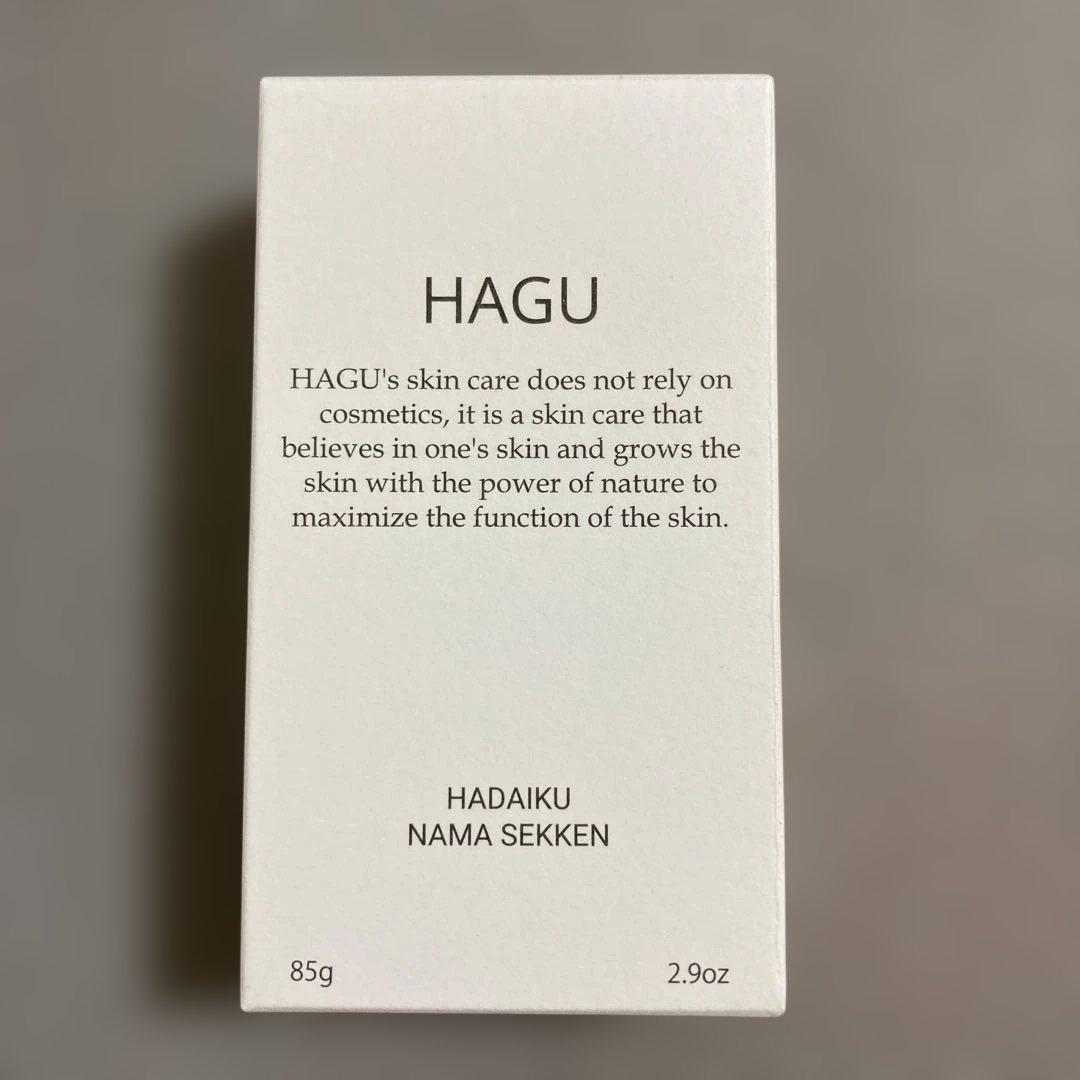 HAGU
HAGU's skin care does not rely on
cosmetics, it is a skin care that
believes in one's skin and grows the
skin with the power of nature to
maximize the function of the skin.
HADAIKU
NAMA SEKKEN
85g 2.9oz